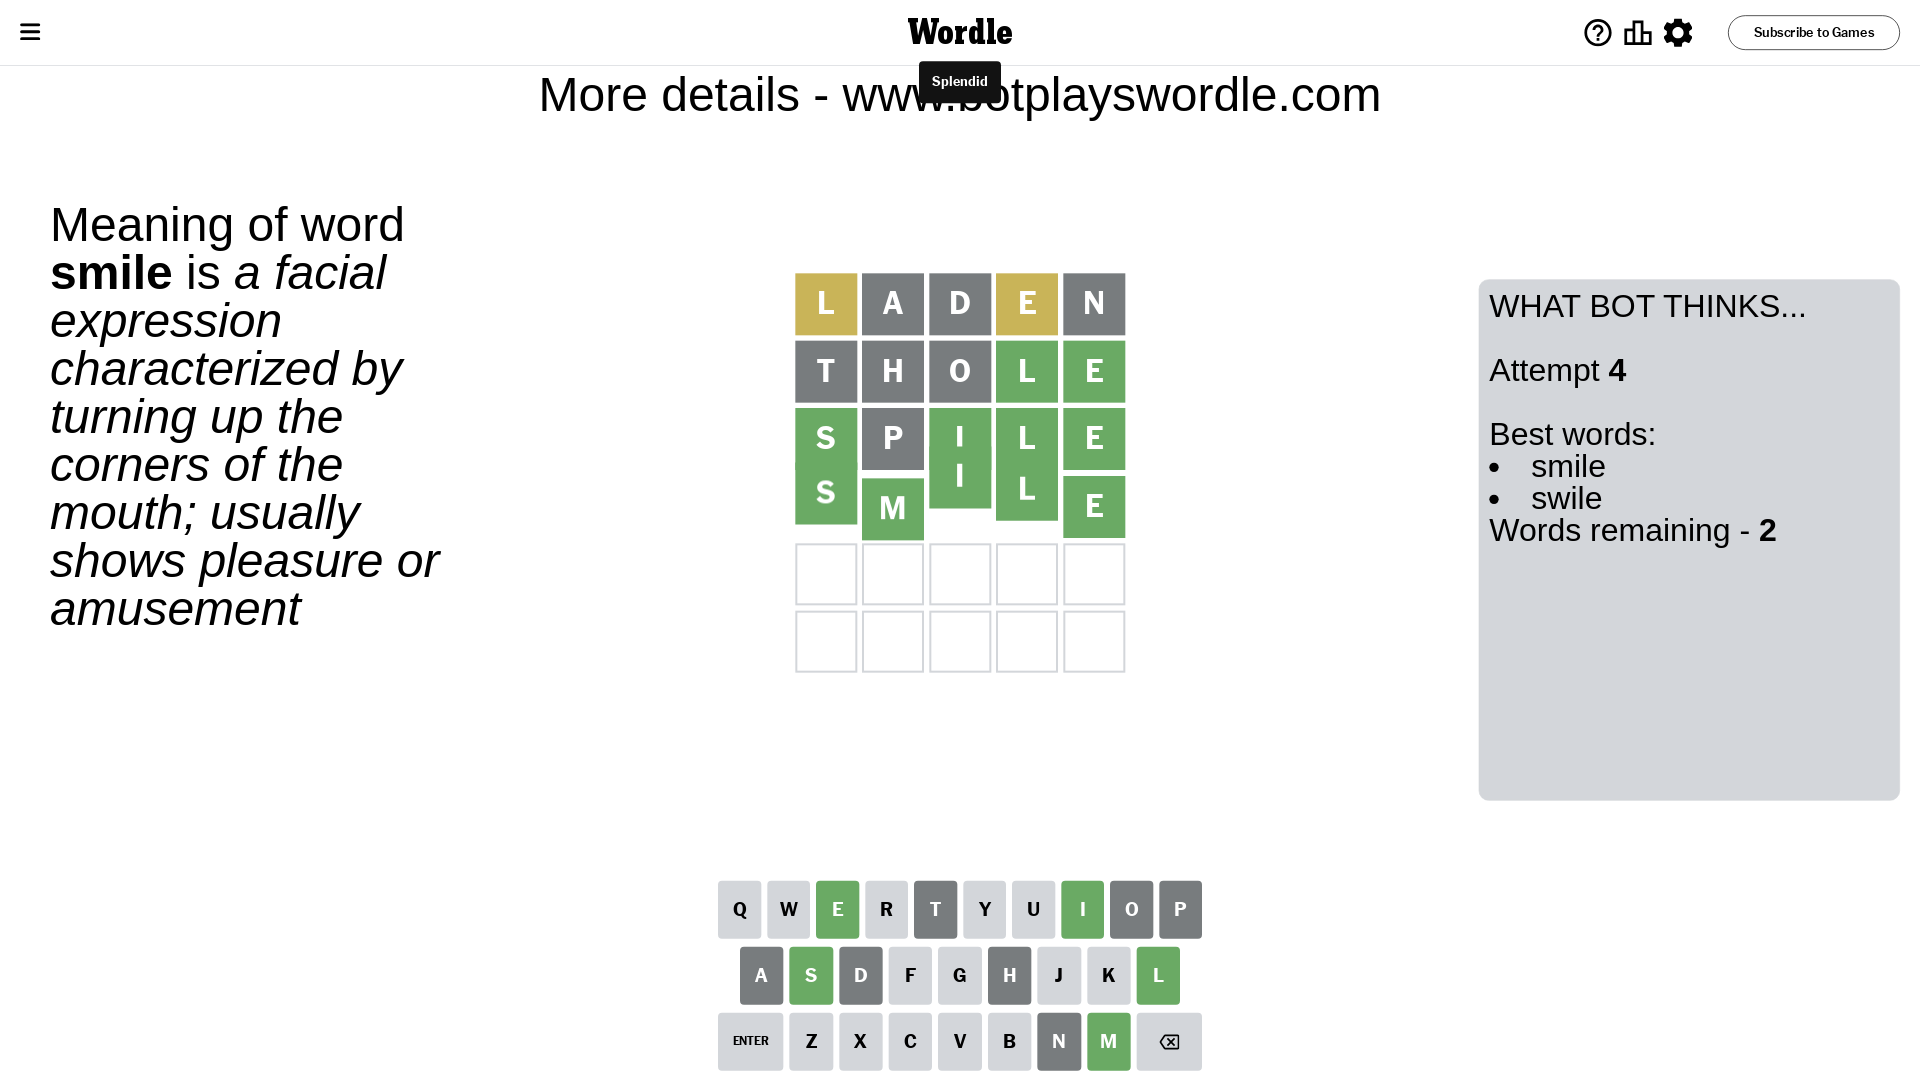 Wordle
Subscribe to Games
Splendid
More details - www.botplayswordle.com
Meaning of word
smile is a facial
expression
characterized by
turning up the
corners of the
mouth; usually
shows pleasure or
amusement
L A D E N
T H O L E
S P I L E
S M I L E
WHAT BOT THINKS...
Attempt 4
Best words:
• smile
• swile
Words remaining - 2
Q W E R T Y U I O P
A S D F G H J K L
ENTER Z X C V B N M